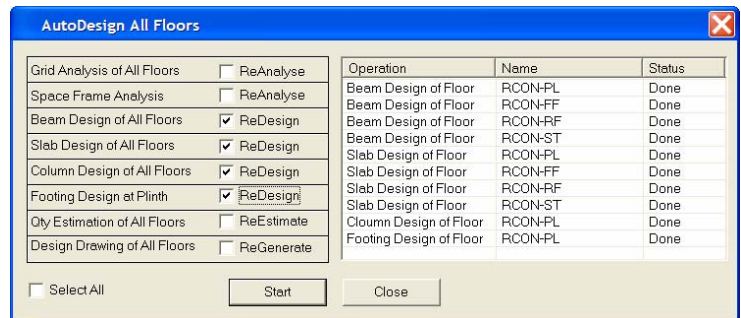 AutoDesign All Floors
Grid Analysis of All Floors ReAnalyse
Space Frame Analysis ReAnalyse
Beam Design of All Floors ReDesign
Slab Design of All Floors ReDesign
Column Design of All Floors ReDesign
Footing Design at Plinth ReDesign
Qty Estimation of All Floors ReEstimate
Design Drawing of All Floors ReGenerate
Operation Name Status
Beam Design of Floor RCON-PL Done
Beam Design of Floor RCON-FF Done
Beam Design of Floor RCON-RF Done
Beam Design of Floor RCON-ST Done
Slab Design of Floor RCON-PL Done
Slab Design of Floor RCON-FF Done
Slab Design of Floor RCON-RF Done
Slab Design of Floor RCON-ST Done
Cloumn Design of Floor RCON-PL Done
Footing Design of Floor RCON-PL Done
Select All Start Close